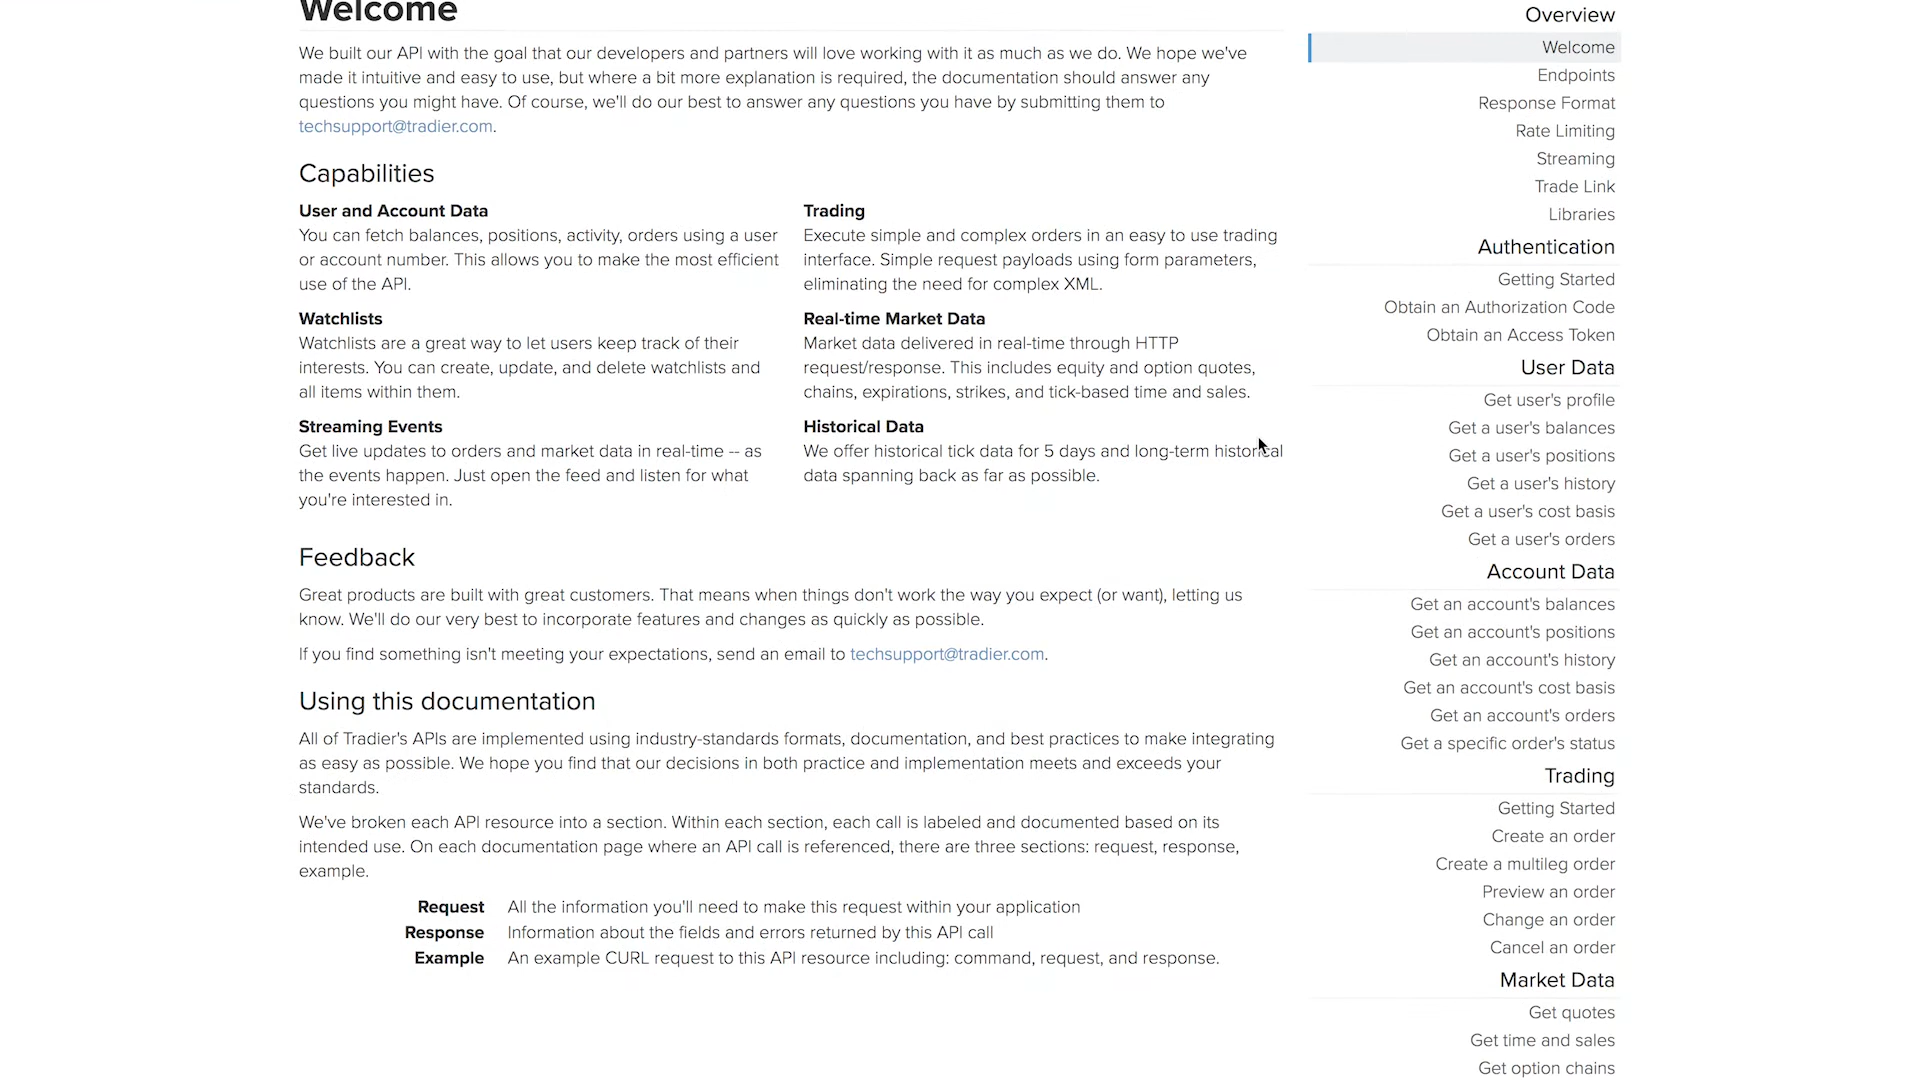 Welcome
We built our API with the goal that our developers and partners will love working with it as much as we do. We hope we've
made it intuitive and easy to use, but where a bit more explanation is required, the documentation should answer any
questions you might have. Of course, we'll do our best to answer any questions you have by submitting them to
techsupport@tradier.com.
Capabilities
User and Account Data
You can fetch balances, positions, activity, orders using a user
or account number. This allows you to make the most efficient
use of the API.
Trading
Execute simple and complex orders in an easy to use trading
interface. Simple request payloads using form parameters,
eliminating the need for complex XML.
Watchlists
Watchlists are a great way to let users keep track of their
interests. You can create, update, and delete watchlists and
all items within them.
Real-time Market Data
Market data delivered in real-time through HTTP
request/response. This includes equity and option quotes,
chains, expirations, strikes, and tick-based time and sales.
Streaming Events
Get live updates to orders and market data in real-time -- as
the events happen. Just open the feed and listen for what
you're interested in.
Historical Data
We offer historical tick data for 5 days and long-term historical
data spanning back as far as possible.
Feedback
Great products are built with great customers. That means when things don't work the way you expect (or want), letting us
know. We'll do our very best to incorporate features and changes as quickly as possible.
If you find something isn't meeting your expectations, send an email to techsupport@tradier.com.
Using this documentation
All of Tradier's APIs are implemented using industry-standards formats, documentation, and best practices to make integrating
as easy as possible. We hope you find that our decisions in both practice and implementation meets and exceeds your
standards.
We've broken each API resource into a section. Within each section, each call is labeled and documented based on its
intended use. On each documentation page where an API call is referenced, there are three sections: request, response,
example.
Request All the information you'll need to make this request within your application
Response Information about the fields and errors returned by this API call
Example An example CURL request to this API resource including: command, request, and response.
Overview
Welcome
Endpoints
Response Format
Rate Limiting
Streaming
Trade Link
Libraries
Authentication
Getting Started
Obtain an Authorization Code
Obtain an Access Token
User Data
Get user's profile
Get a user's balances
Get a user's positions
Get a user's history
Get a user's cost basis
Get a user's orders
Account Data
Get an account's balances
Get an account's positions
Get an account's history
Get an account's cost basis
Get an account's orders
Get a specific order's status
Trading
Getting Started
Create an order
Create a multileg order
Preview an order
Change an order
Cancel an order
Market Data
Get quotes
Get time and sales
Get option chains